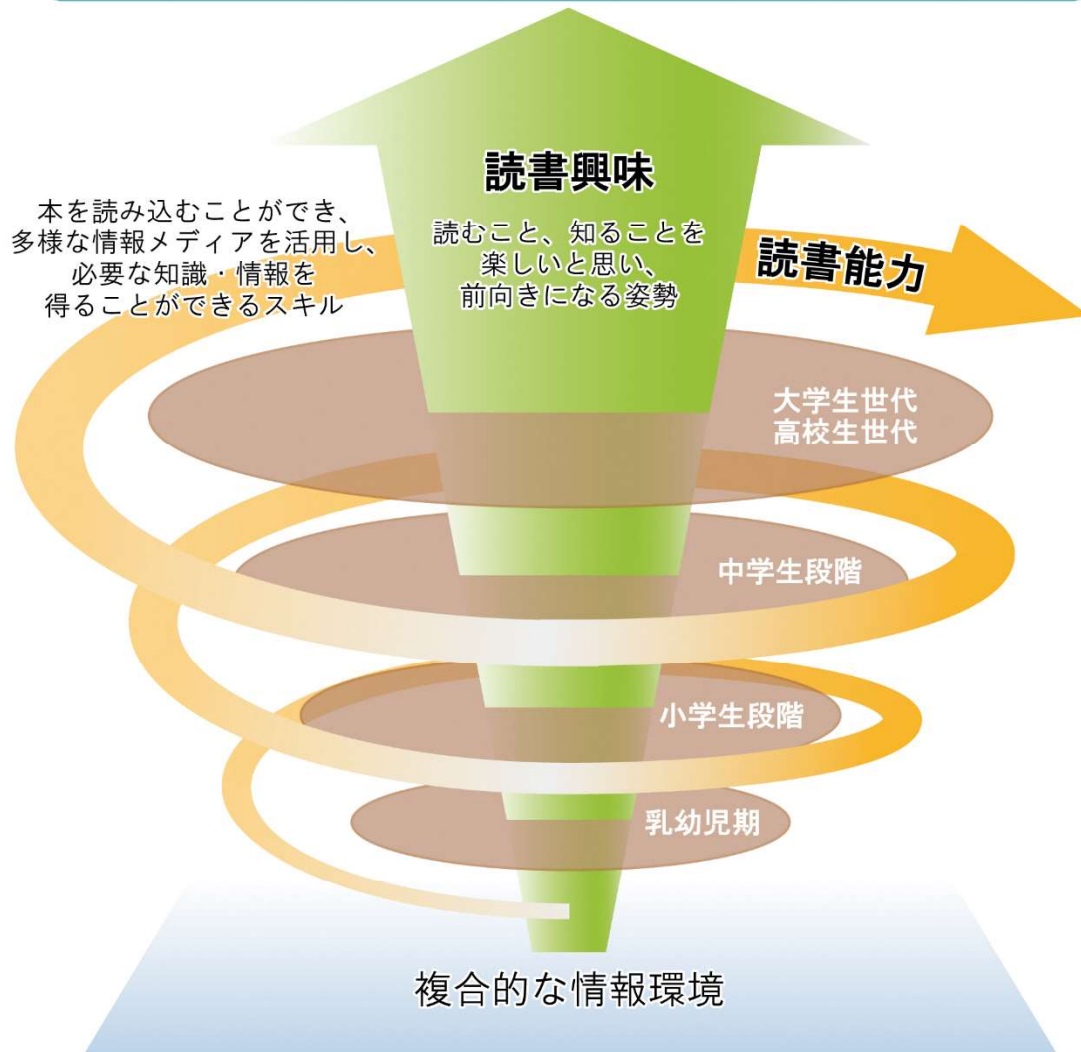 読書興味
読むこと、知ることを
楽しいと思い、
前向きになる姿勢
本を読み込むことができ、
多様な情報メディアを活用し、
必要な知識・情報を
得ることができるスキル
読書能力
大学生世代
高校生世代
中学生段階
小学生段階
乳幼児期
複合的な情報環境